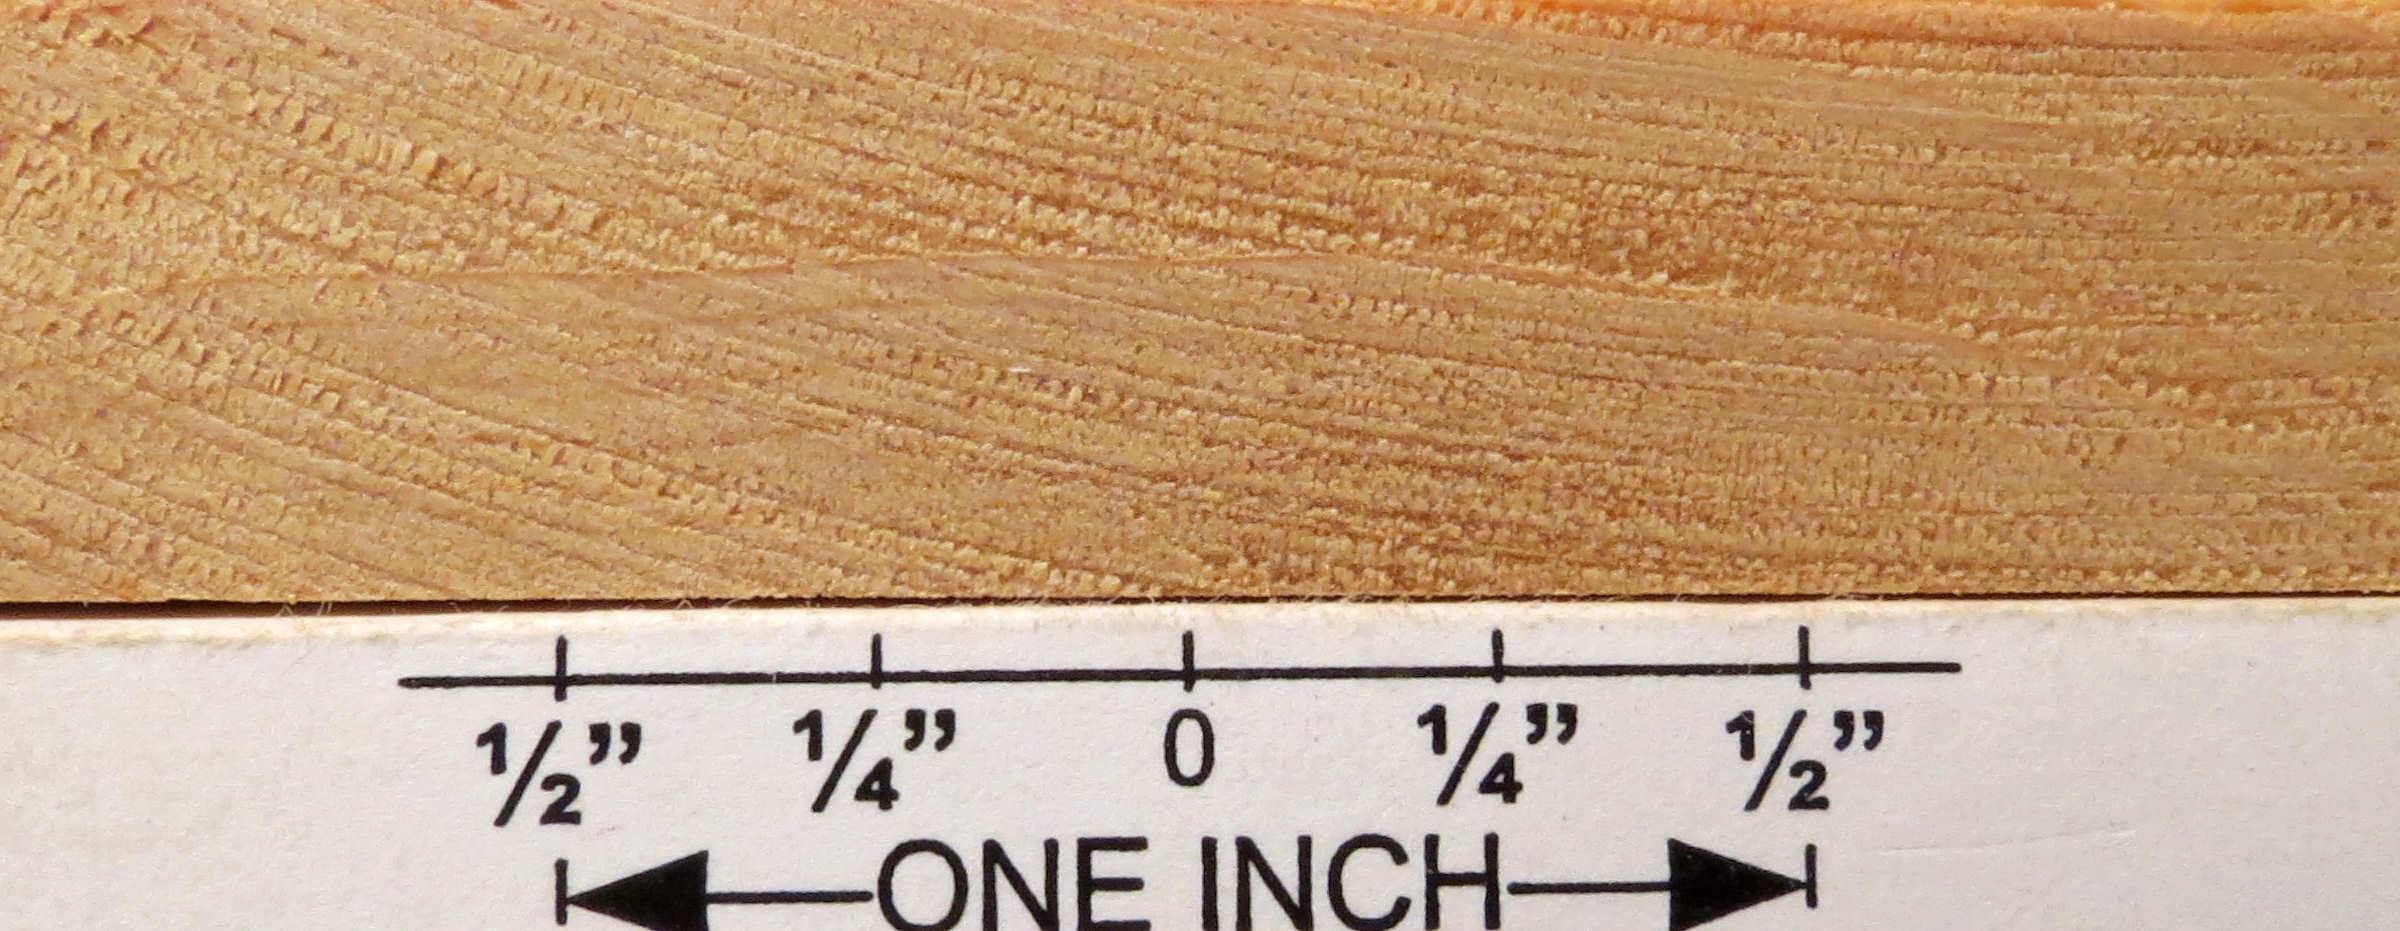 ½” ¼” 0 ¼” ½”
ONE INCH